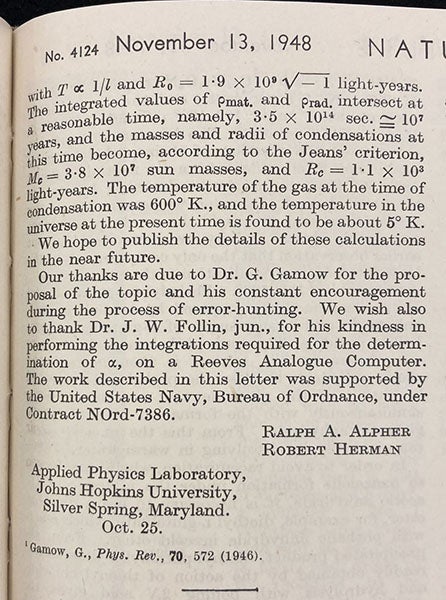 No. 4124 November 13, 1948 NATU
with T ∝ 1/l and R₀ = 1·9 × 10⁹ √−1 light-years.
The integrated values of ρmat. and ρrad. intersect at
a reasonable time, namely, 3·5 × 10¹⁴ sec. ≃ 10⁷
years, and the masses and radii of condensations at
this time become, according to the Jeans' criterion,
Mc = 3·8 × 10⁷ sun masses, and Rc = 1·1 × 10³
light-years. The temperature of the gas at the time of
condensation was 600° K., and the temperature in the
universe at the present time is found to be about 5° K.
We hope to publish the details of these calculations
in the near future.
Our thanks are due to Dr. G. Gamow for the pro-
posal of the topic and his constant encouragement
during the process of error-hunting. We wish also
to thank Dr. J. W. Follin, jun., for his kindness in
performing the integrations required for the determ-
ination of α, on a Reeves Analogue Computer.
The work described in this letter was supported by
the United States Navy, Bureau of Ordnance, under
Contract NOrd-7386.
RALPH A. ALPHER
ROBERT HERMAN
Applied Physics Laboratory,
Johns Hopkins University,
Silver Spring, Maryland.
Oct. 25.
¹ Gamow, G., Phys. Rev., 70, 572 (1946).